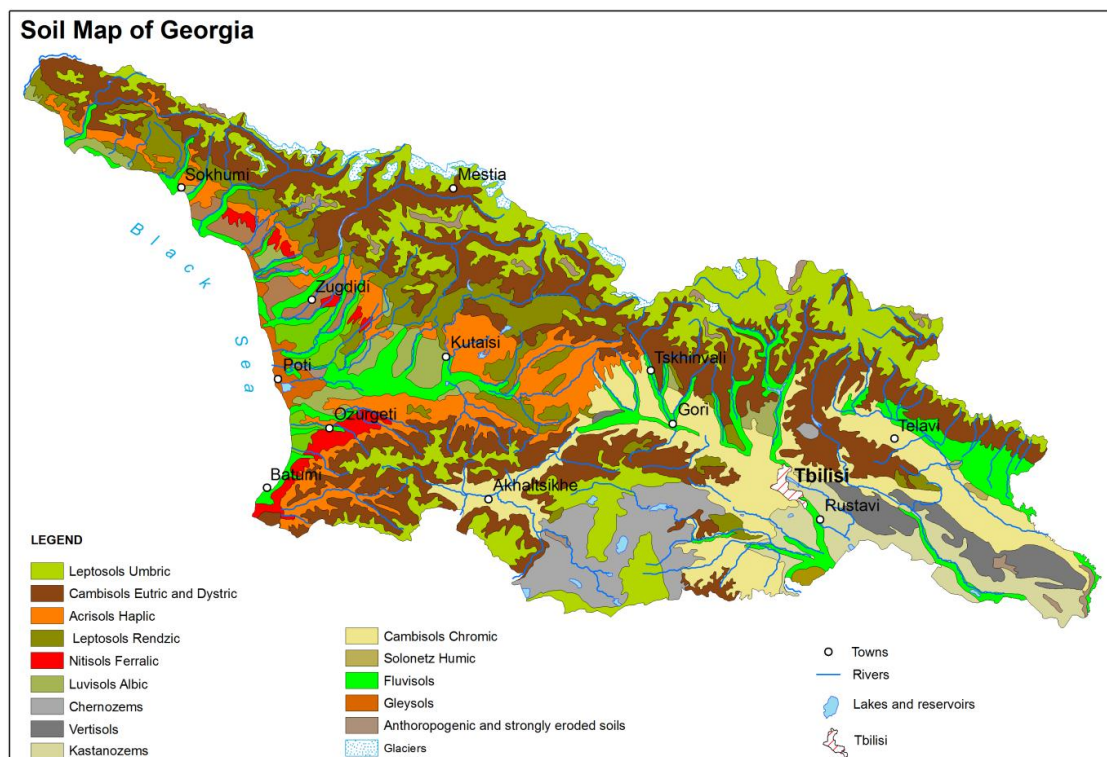 Soil Map of Georgia
Sokhumi
Mestia
Black Sea
Zugdidi
Kutaisi
Tskhinvali
Poti
Gori
Ozurgeti
Telavi
Batumi
Akhaltsikhe
Tbilisi
Rustavi
LEGEND
Leptosols Umbric
Cambisols Eutric and Dystric
Acrisols Haplic
Leptosols Rendzic
Nitisols Ferralic
Luvisols Albic
Chernozems
Vertisols
Kastanozems
Cambisols Chromic
Solonetz Humic
Fluvisols
Gleysols
Anthoropogenic and strongly eroded soils
Glaciers
Towns
Rivers
Lakes and reservoirs
Tbilisi